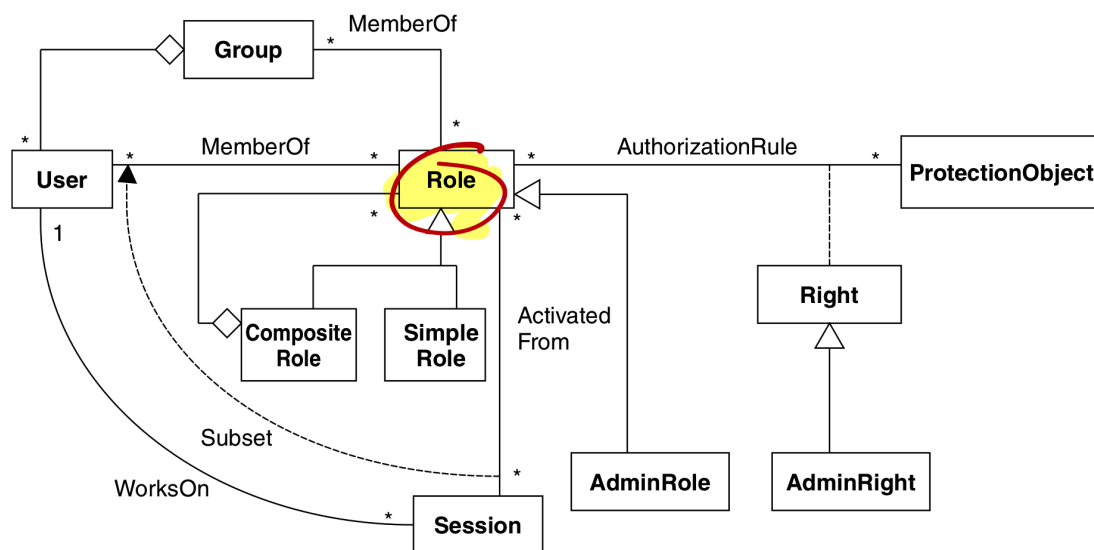 MemberOf
Group
*
*
*
*
MemberOf
*
*
AuthorizationRule
*
User
Role
ProtectionObject
1
*
*
Right
Activated
From
Composite
Role
Simple
Role
Subset
*
WorksOn
AdminRole
AdminRight
*
Session